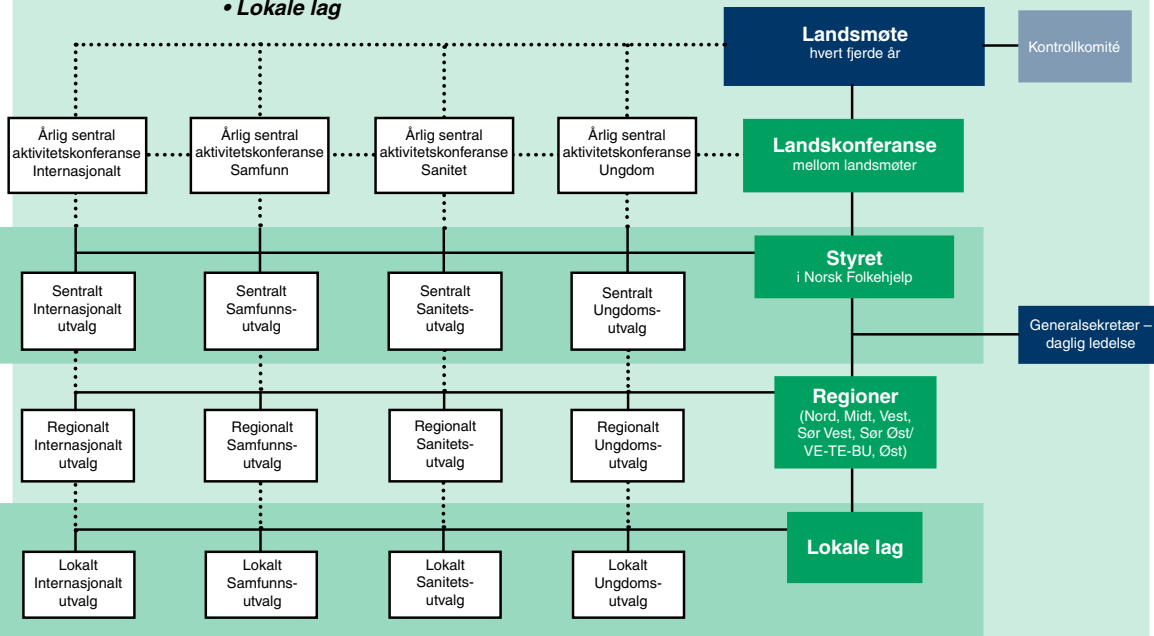 • Lokale lag
Landsmøte
hvert fjerde år
Kontrollkomité
Årlig sentral
aktivitetskonferanse
Internasjonalt
Årlig sentral
aktivitetskonferanse
Samfunn
Årlig sentral
aktivitetskonferanse
Sanitet
Årlig sentral
aktivitetskonferanse
Ungdom
Landskonferanse
mellom landsmøter
Styret
i Norsk Folkehjelp
Sentralt
Internasjonalt
utvalg
Sentralt
Samfunns-
utvalg
Sentralt
Sanitets-
utvalg
Sentralt
Ungdoms-
utvalg
Generalsekretær –
daglig ledelse
Regioner
(Nord, Midt, Vest,
Sør Vest, Sør Øst/
VE-TE-BU, Øst)
Regionalt
Internasjonalt
utvalg
Regionalt
Samfunns-
utvalg
Regionalt
Sanitets-
utvalg
Regionalt
Ungdoms-
utvalg
Lokale lag
Lokalt
Internasjonalt
utvalg
Lokalt
Samfunns-
utvalg
Lokalt
Sanitets-
utvalg
Lokalt
Ungdoms-
utvalg